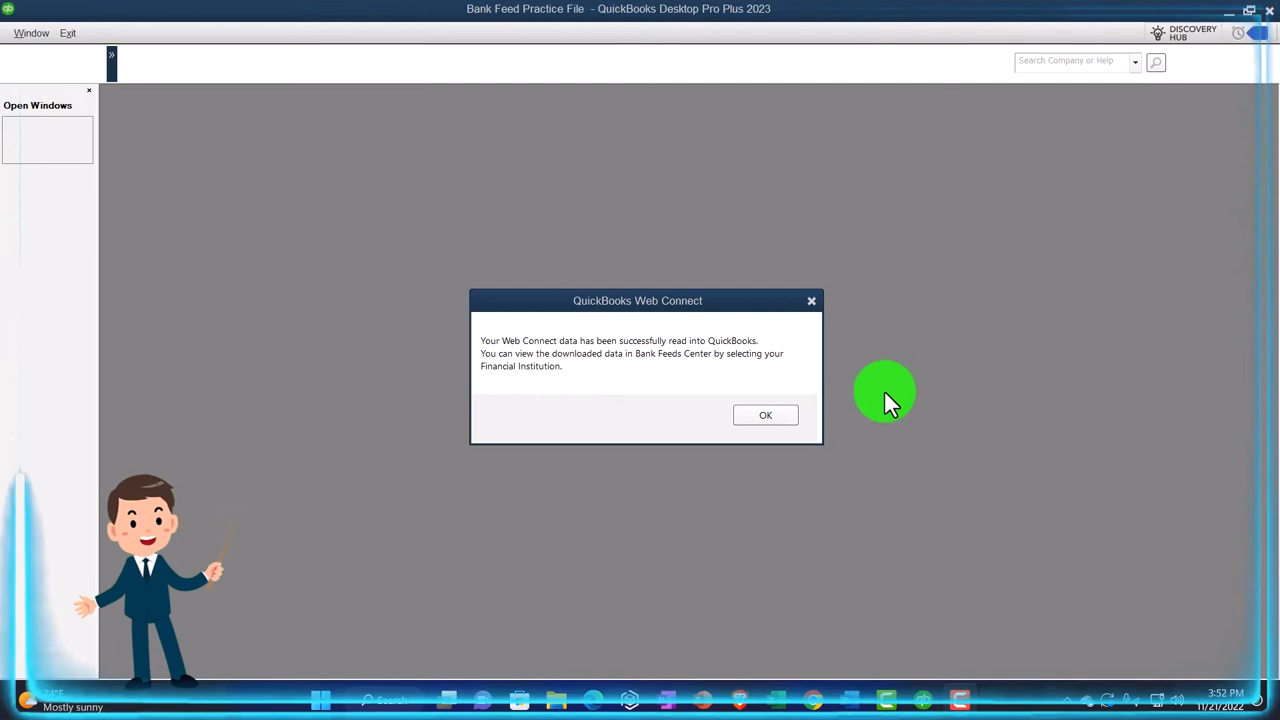 Bank Feed Practice File - QuickBooks Desktop Pro Plus 2023
Window Exit
DISCOVERY
HUB
Search Company or Help
Open Windows
QuickBooks Web Connect
Your Web Connect data has been successfully read into QuickBooks.
You can view the downloaded data in Bank Feeds Center by selecting your
Financial Institution.
OK
Search
Mostly sunny
3:52 PM
11/21/2022